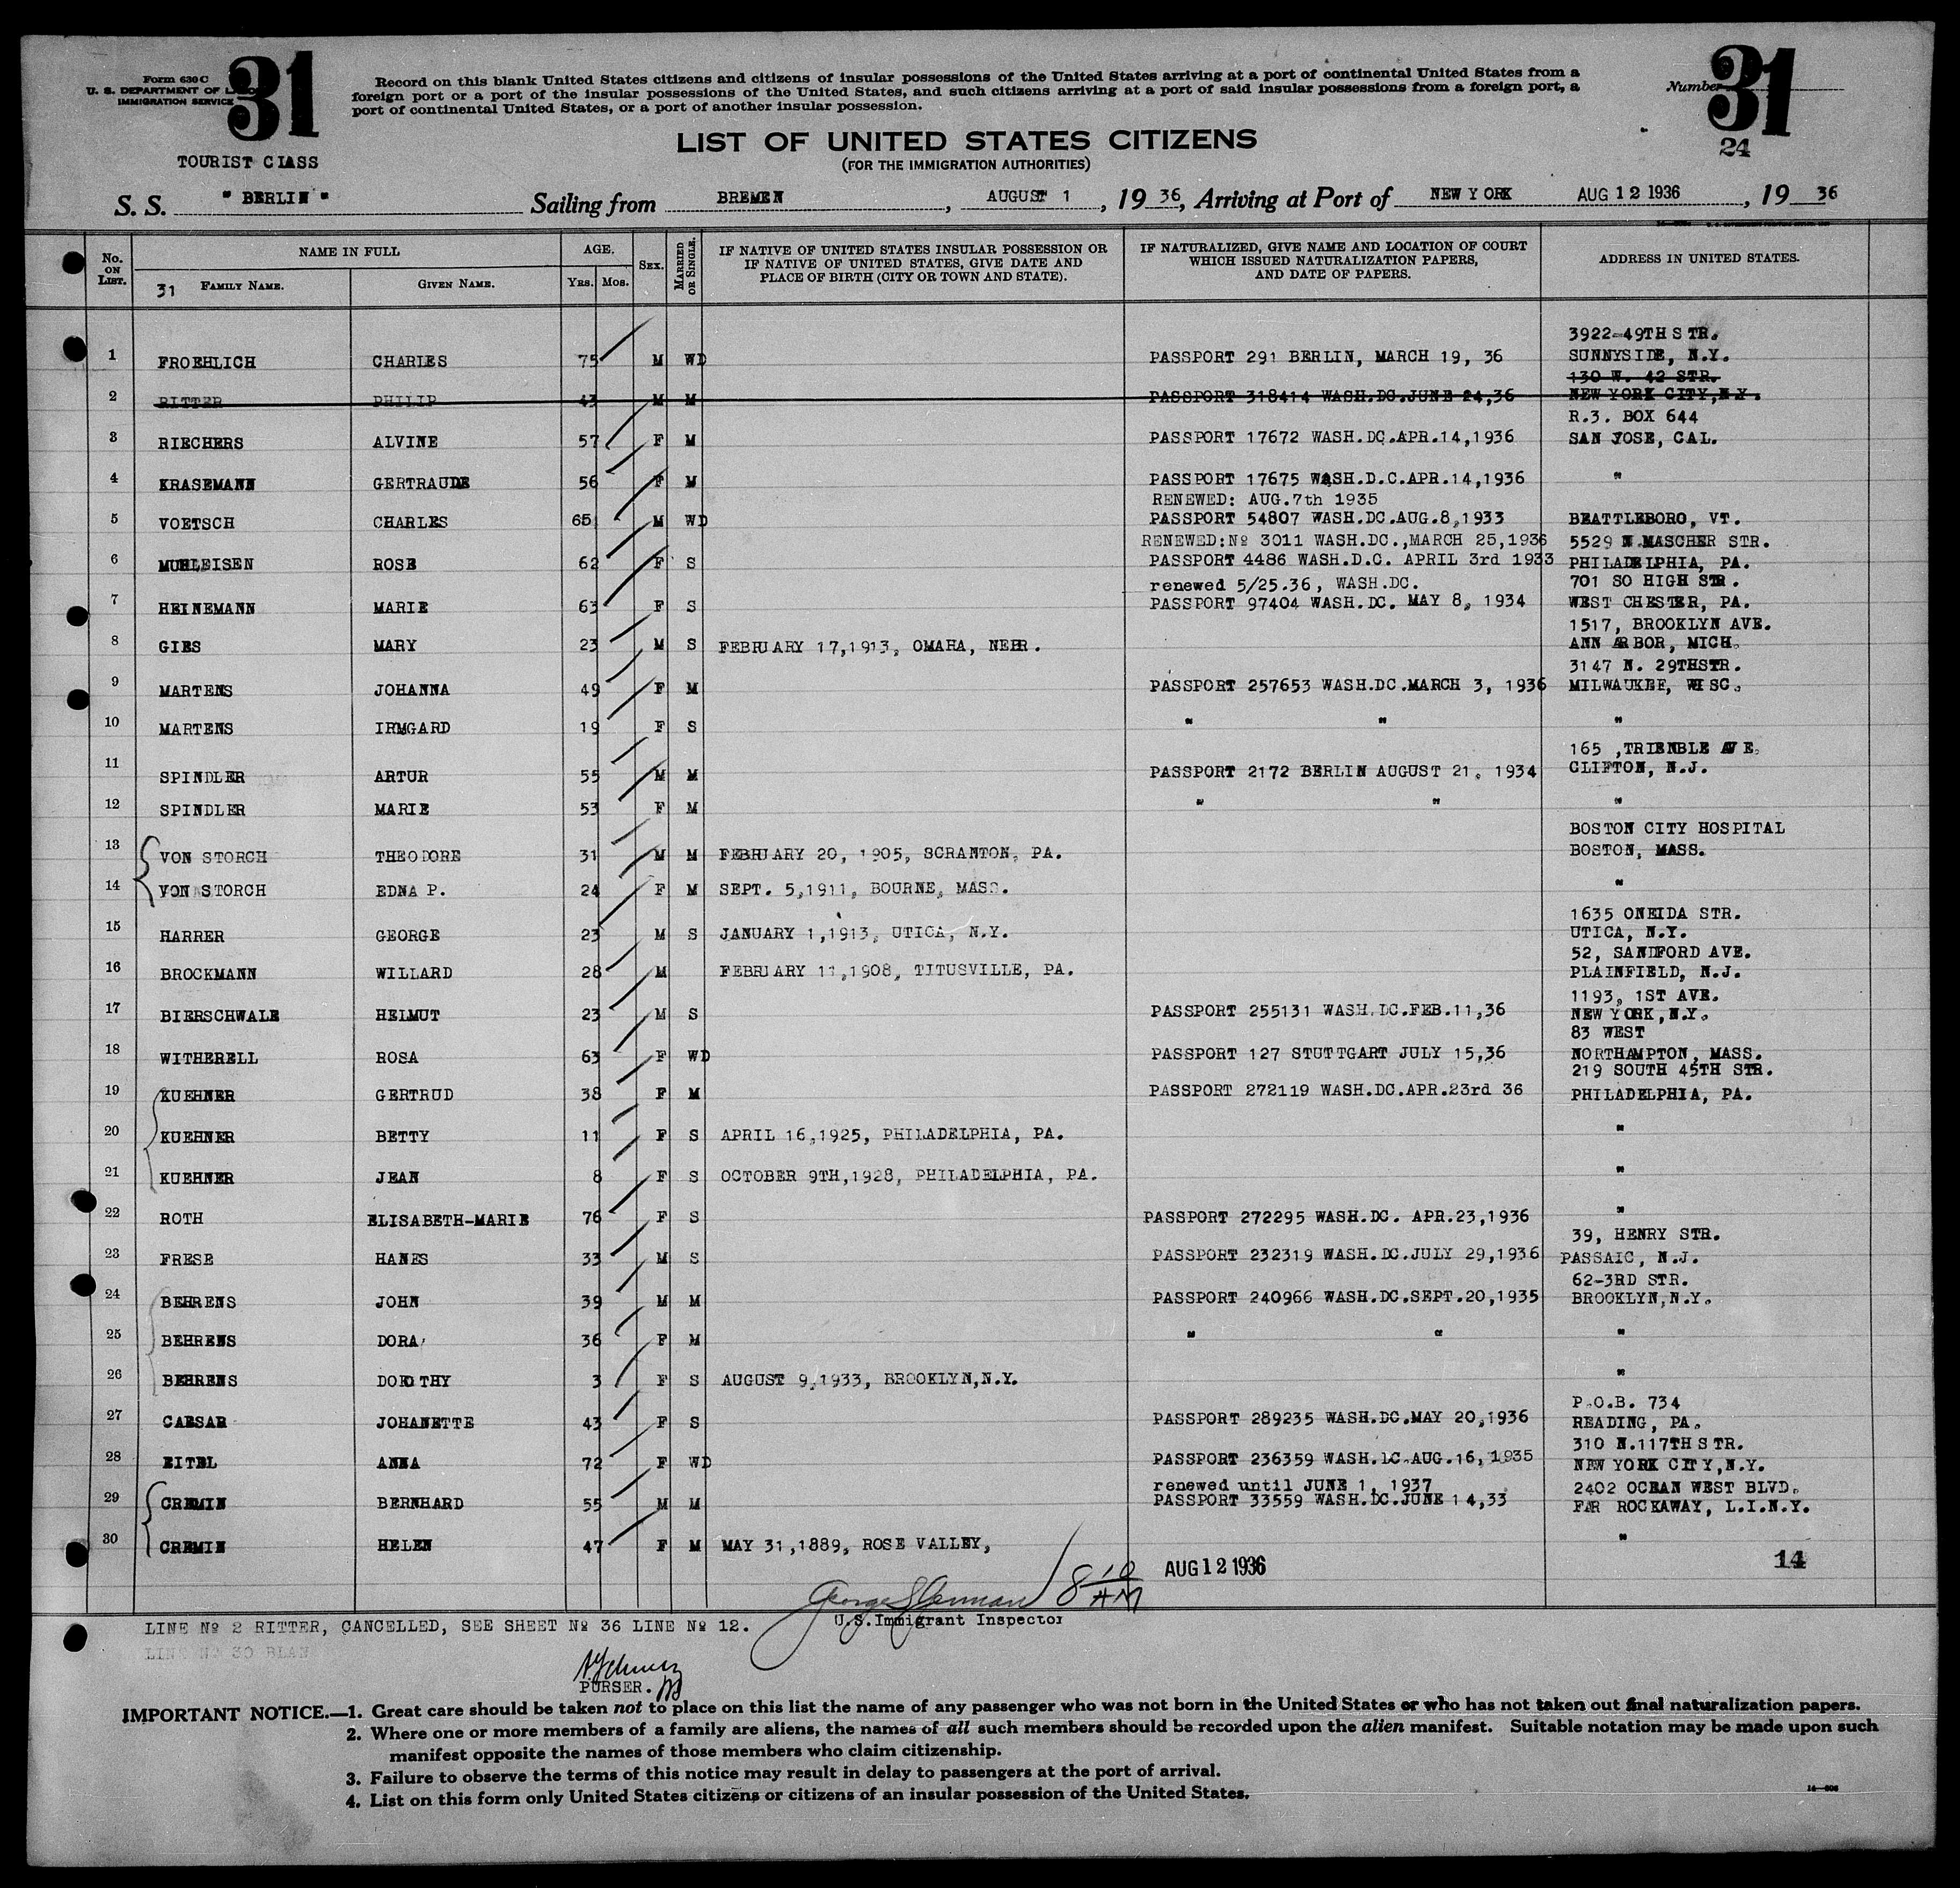 Form 630 C
U. S. DEPARTMENT OF LABOR
IMMIGRATION SERVICE
31
TOURIST CLASS
Record on this blank United States citizens and citizens of insular possessions of the United States arriving at a port of continental United States from a
foreign port or a port of the insular possessions of the United States, and such citizens arriving at a port of said insular possessions from a foreign port, a
port of continental United States, or a port of another insular possession.
Number 31
24
LIST OF UNITED STATES CITIZENS
(FOR THE IMMIGRATION AUTHORITIES)
S. S. "BERLIN" Sailing from BREMEN, AUGUST 1, 1936, Arriving at Port of NEW YORK AUG 12 1936, 19 36
No. ON LIST. NAME IN FULL AGE. SEX. MARRIED OR SINGLE. IF NATIVE OF UNITED STATES INSULAR POSSESSION OR IF NATIVE OF UNITED STATES, GIVE DATE AND PLACE OF BIRTH (CITY OR TOWN AND STATE). IF NATURALIZED, GIVE NAME AND LOCATION OF COURT WHICH ISSUED NATURALIZATION PAPERS, AND DATE OF PAPERS. ADDRESS IN UNITED STATES.
31 FAMILY NAME. GIVEN NAME. YRS. MOS.
3922-49TH STR.
1 FROEHLICH CHARLES 75 M WD PASSPORT 291 BERLIN, MARCH 19, 36 SUNNYSIDE, N.Y.
130 W. 42 STR.
2 RITTER PHILIP 43 M M PASSPORT 318414 WASH.DC.JUNE 24,36 NEW YORK CITY,N.Y.
R.3. BOX 644
3 RIECHERS ALVINE 57 F M PASSPORT 17672 WASH.DC.APR.14,1936 SAN JOSE, CAL.
4 KRASEMANN GERTRAUDE 56 F M PASSPORT 17675 WASH.D.C.APR.14,1936 "
RENEWED: AUG.7th 1935
5 VOETSCH CHARLES 65 M WD PASSPORT 54807 WASH.DC.AUG.8,1933 BEATTLEBORO, VT.
RENEWED:No 3011 WASH.DC.,MARCH 25,1936 5529 N.MASCHER STR.
6 MUHLEISEN ROSE 62 F S PASSPORT 4486 WASH.D.C. APRIL 3rd 1933 PHILADELPHIA, PA.
renewed 5/25.36, WASH.DC. 701 SO HIGH STR.
7 HEINEMANN MARIE 63 F S PASSPORT 97404 WASH.DC. MAY 8, 1934 WEST CHESTER, PA.
1517, BROOKLYN AVE.
8 GIES MARY 23 M S FEBRUARY 17,1913, OMAHA, NEBR. ANN ARBOR, MICH.
3147 N. 29THSTR.
9 MARTENS JOHANNA 49 F M PASSPORT 257653 WASH.DC.MARCH 3, 1936 MILWAUKEE, WISC.
10 MARTENS IRMGARD 19 F S " " "
165 ,TRIENBLE AVE.
11 SPINDLER ARTUR 55 M M PASSPORT 2172 BERLIN AUGUST 21. 1934 CLIFTON, N.J.
12 SPINDLER MARIE 53 F M " " "
BOSTON CITY HOSPITAL
13 VON STORCH THEODORE 31 M M FEBRUARY 20, 1905, SCRANTON, PA. BOSTON, MASS.
14 VON STORCH EDNA P. 24 F M SEPT. 5,1911, BOURNE, MASS. "
1635 ONEIDA STR.
15 HARRER GEORGE 23 M S JANUARY 1,1913, UTICA, N.Y. UTICA, N.Y.
52, SANDFORD AVE.
16 BROCKMANN WILLARD 28 M FEBRUARY 11,1908, TITUSVILLE, PA. PLAINFIELD, N.J.
1193, 1ST AVE.
17 BIERSCHWALE HELMUT 23 M S PASSPORT 255131 WASH.DC.FEB.11,36 NEW YORK,N.Y.
83 WEST
18 WITHERELL ROSA 63 F WD PASSPORT 127 STUTTGART JULY 15,36 NORTHAMPTON, MASS.
219 SOUTH 45TH STR.
19 KUEHNER GERTRUD 38 F M PASSPORT 272119 WASH.DC.APR.23rd 36 PHILADELPHIA, PA.
20 KUEHNER BETTY 11 F S APRIL 16,1925, PHILADELPHIA, PA. "
21 KUEHNER JEAN 8 F S OCTOBER 9TH,1928, PHILADELPHIA, PA. "
22 ROTH ELISABETH-MARIE 76 F S PASSPORT 272295 WASH.DC. APR.23,1936 "
39, HENRY STR.
23 FRESE HANES 33 M S PASSPORT 232319 WASH.DC.JULY 29,1936 PASSAIC, N.J.
62-3RD STR.
24 BEHRENS JOHN 39 M M PASSPORT 240966 WASH.DC.SEPT.20,1935 BROOKLYN,N.Y.
25 BEHRENS DORA 36 F M " " "
26 BEHRENS DOROTHY 3 F S AUGUST 9,1933, BROOKLYN,N.Y. "
P.O.B. 734
27 CAESAR JOHANETTE 43 F S PASSPORT 289235 WASH.DC.MAY 20,1936 READING, PA.
310 N.117TH STR.
28 EITEL ANNA 72 F WD PASSPORT 236359 WASH.DC.AUG.16,1935 NEW YORK CITY,N.Y.
renewed until JUNE 1, 1937 2402 OCEAN WEST BLVD.
29 CREMIN BERNHARD 55 M M PASSPORT 33559 WASH.DC.JUNE 14,33 FAR ROCKAWAY, L.I.N.Y.
30 CREMIN HELEN 47 F M MAY 31,1889, ROSE VALLEY, "
8 10 AM AUG 12 1936 14
U.S.Immigrant Inspector
LINE No 2 RITTER, CANCELLED, SEE SHEET No 36 LINE No 12.
LINE No 30 BLAN
PURSER.
IMPORTANT NOTICE.—1. Great care should be taken not to place on this list the name of any passenger who was not born in the United States or who has not taken out final naturalization papers.
2. Where one or more members of a family are aliens, the names of all such members should be recorded upon the alien manifest. Suitable notation may be made upon such
manifest opposite the names of those members who claim citizenship.
3. Failure to observe the terms of this notice may result in delay to passengers at the port of arrival.
4. List on this form only United States citizens or citizens of an insular possession of the United States.